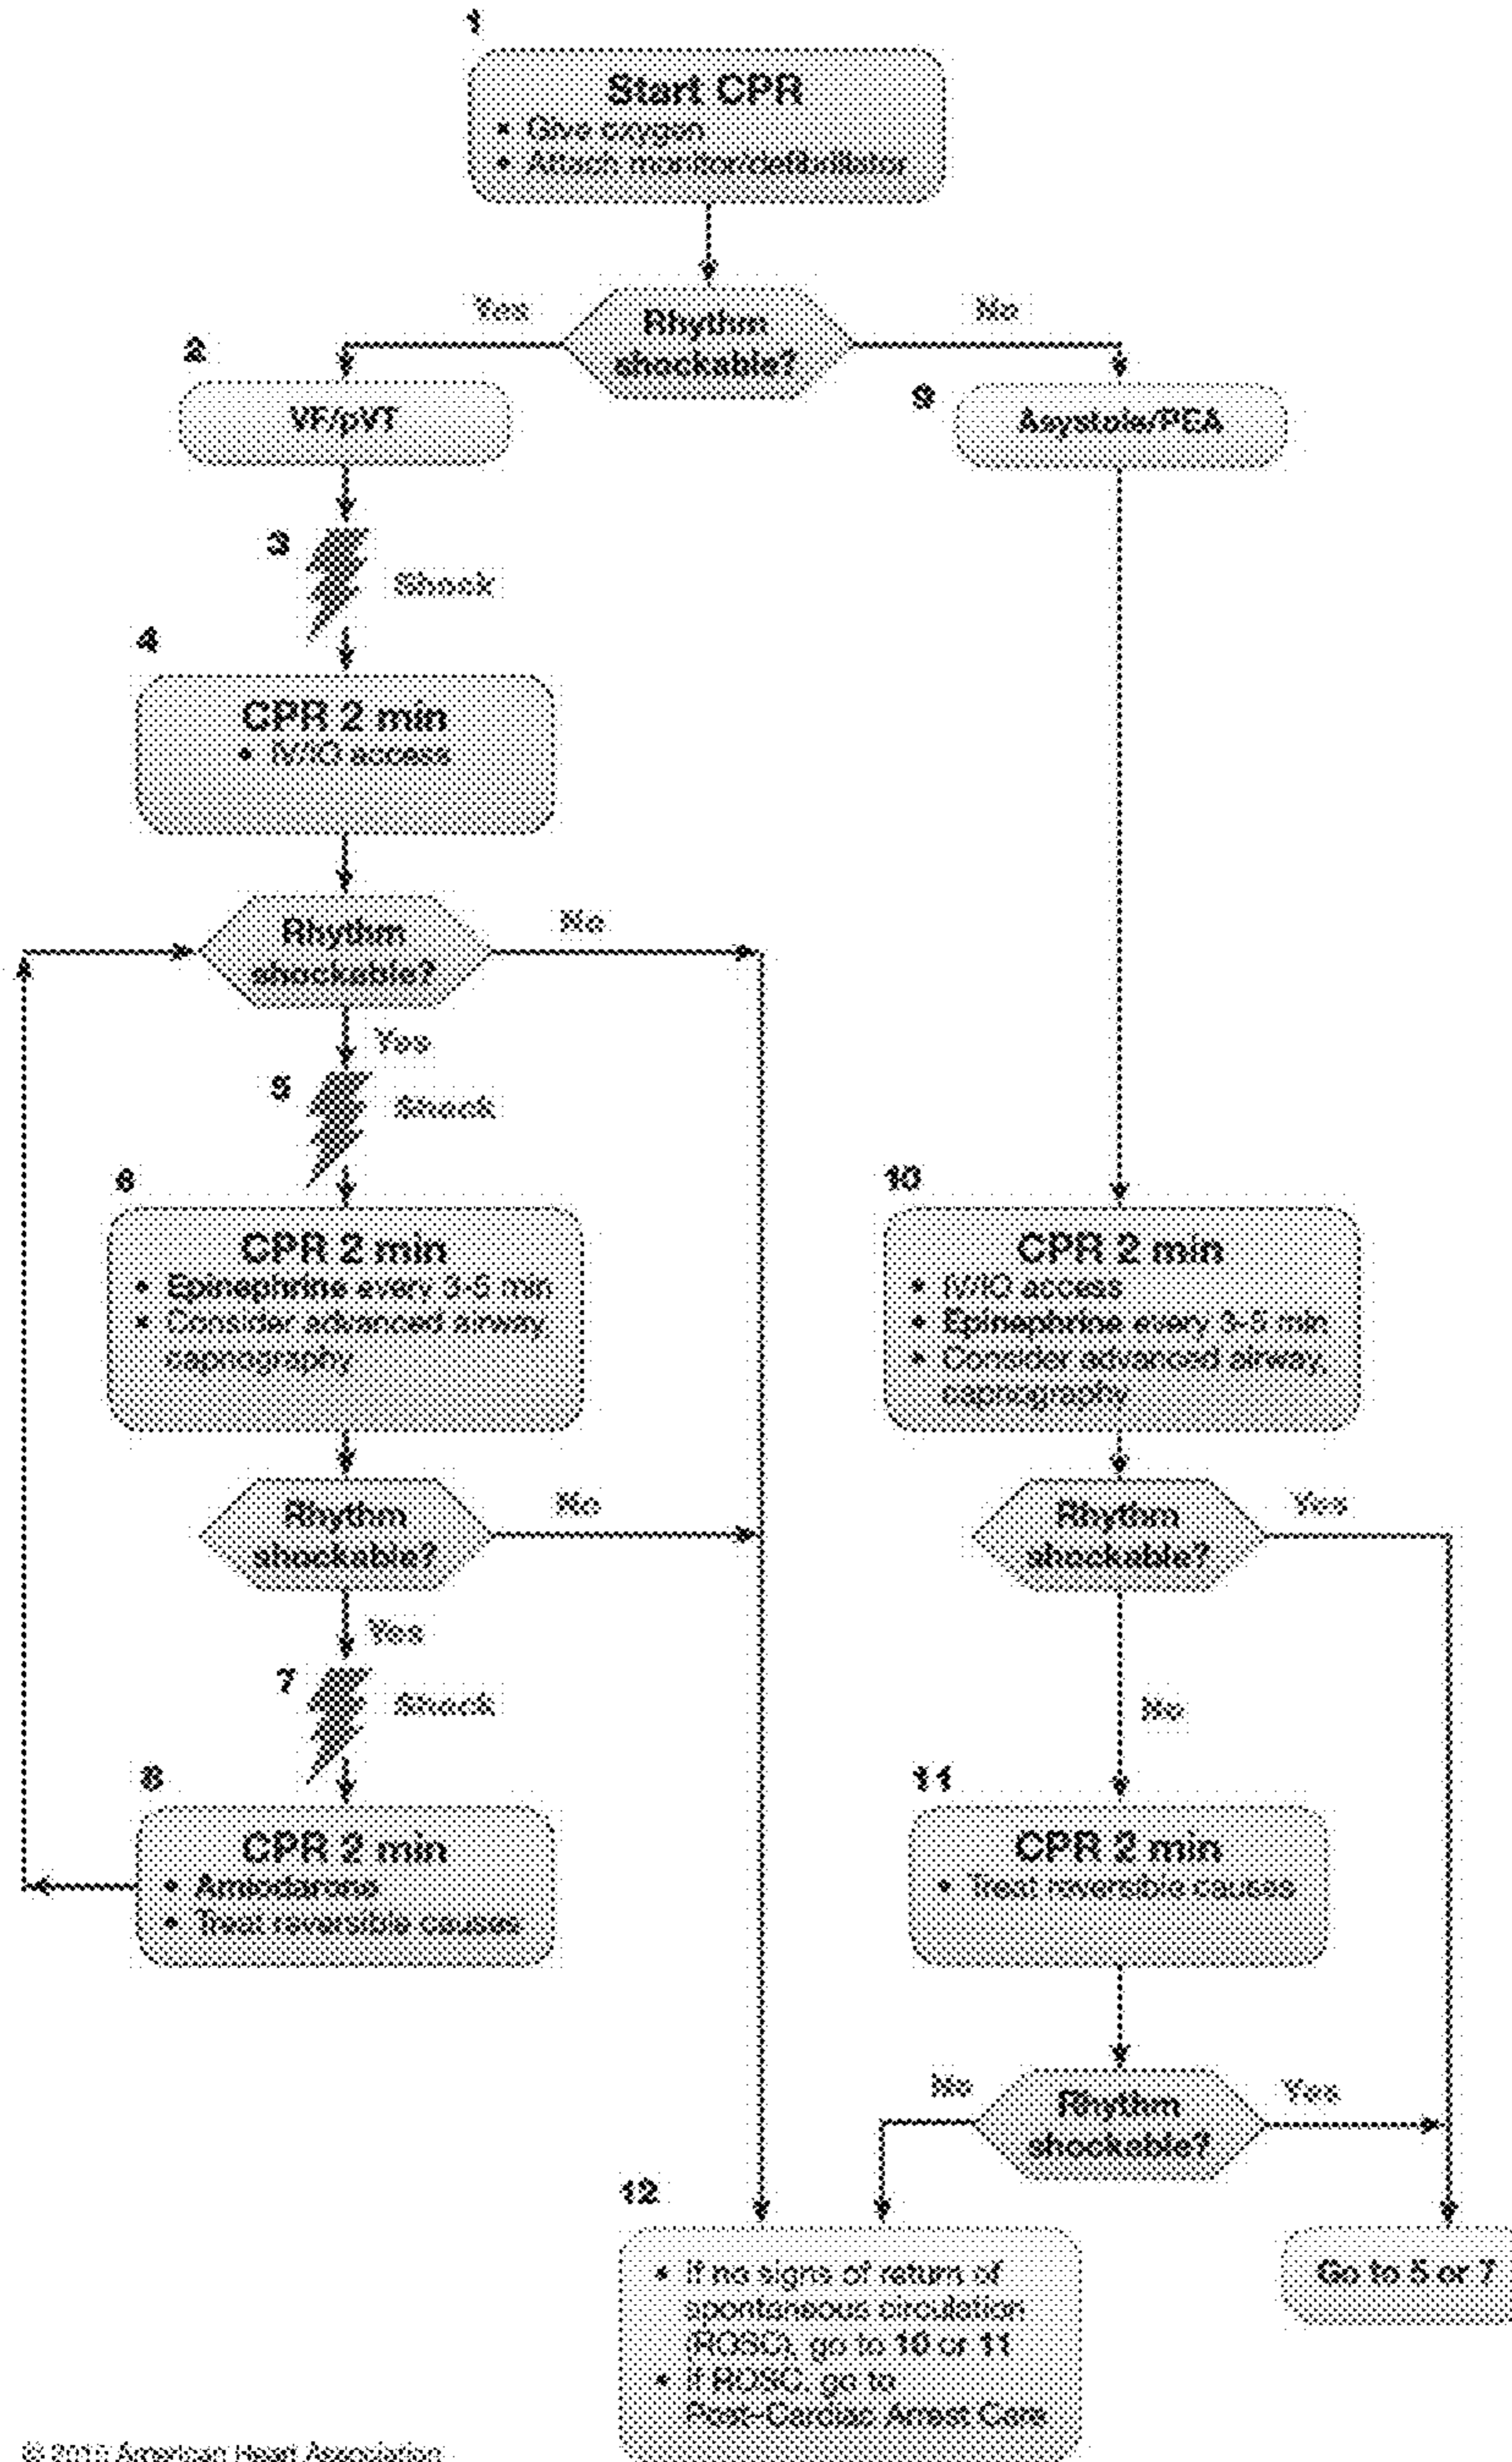 1
Start CPR
• Give oxygen
• Attach monitor/defibrillator
Rhythm
shockable?
Yes
No
2
VF/pVT
9
Asystole/PEA
3
Shock
4
CPR 2 min
• IV/IO access
Rhythm
shockable?
No
Yes
5
Shock
6
CPR 2 min
• Epinephrine every 3-5 min
• Consider advanced airway,
capnography
10
CPR 2 min
• IV/IO access
• Epinephrine every 3-5 min
• Consider advanced airway,
capnography
Rhythm
shockable?
No
Yes
Rhythm
shockable?
Yes
No
7
Shock
8
CPR 2 min
• Amiodarone
• Treat reversible causes
11
CPR 2 min
• Treat reversible causes
No
Rhythm
shockable?
Yes
12
• If no signs of return of
spontaneous circulation
(ROSC), go to 10 or 11
• If ROSC, go to
Post–Cardiac Arrest Care
Go to 5 or 7
© American Heart Association